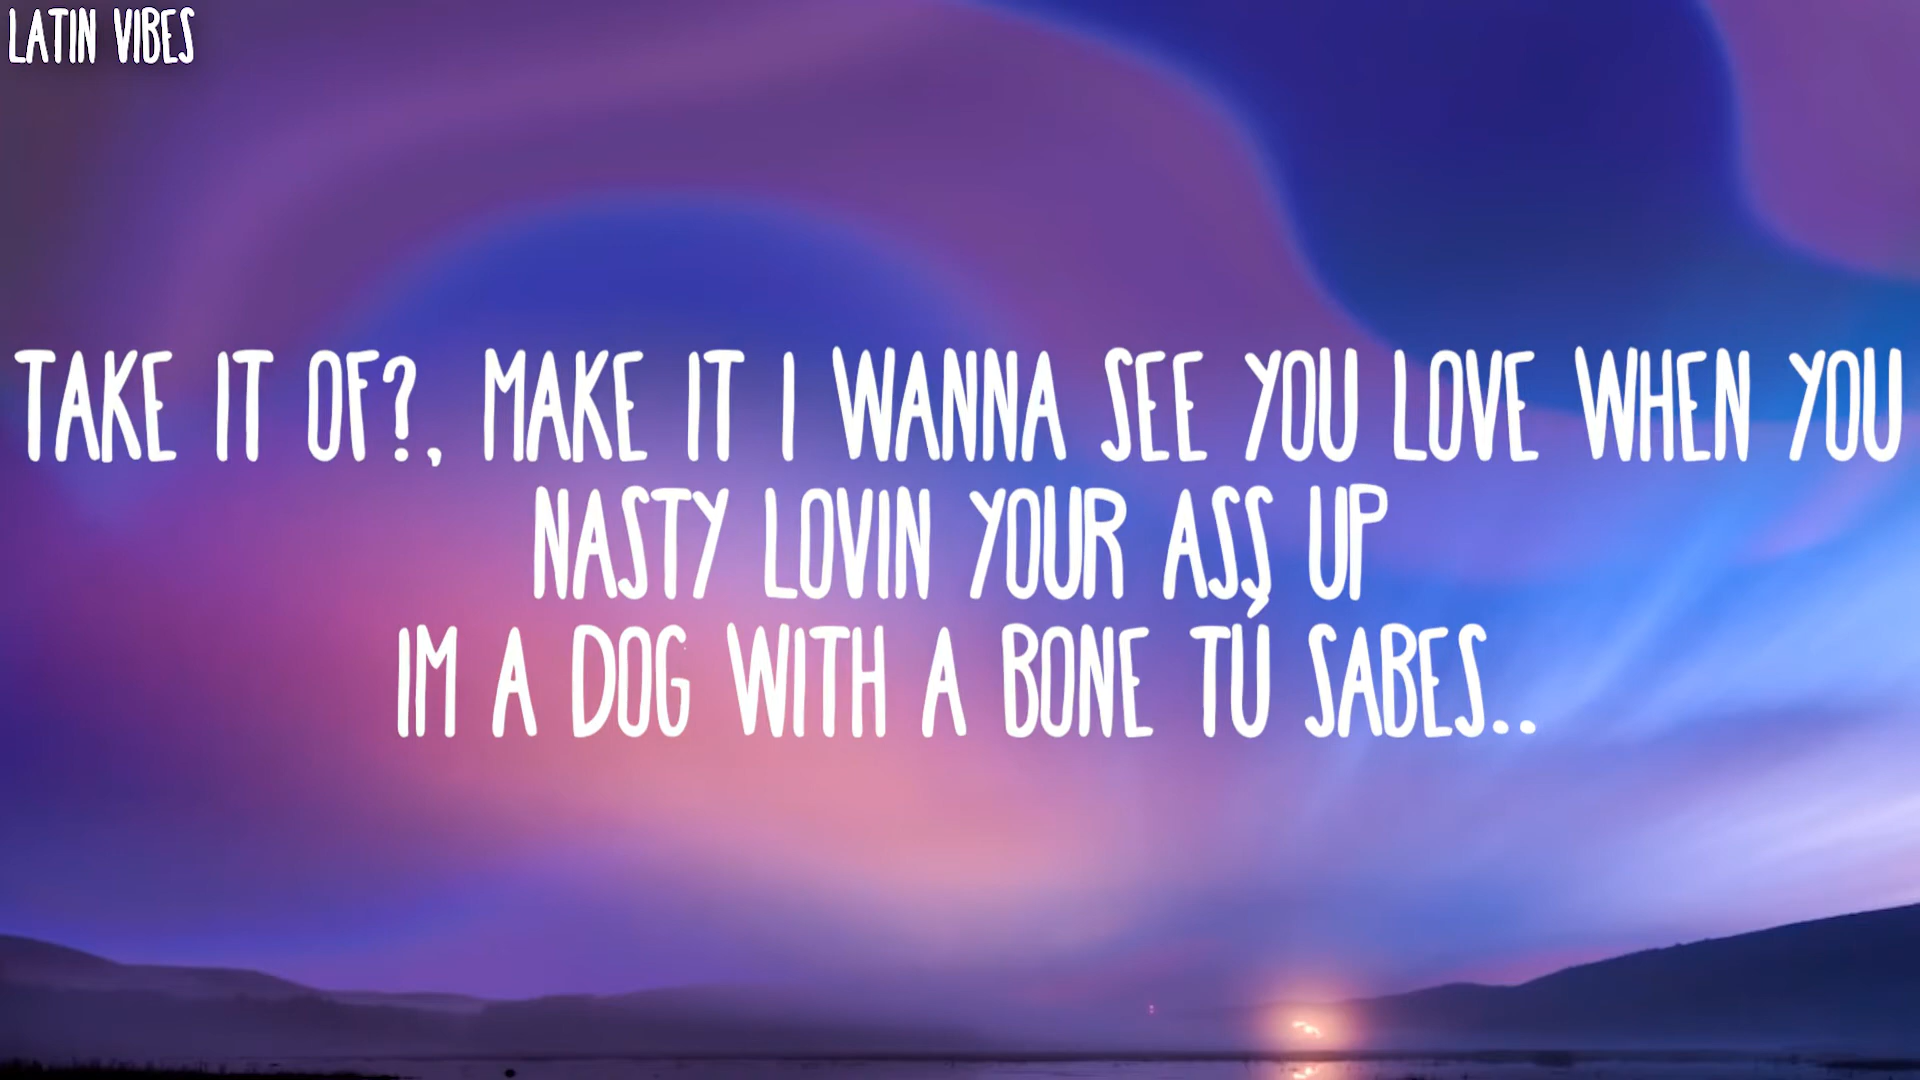 LATIN VIBES
TAKE IT OF?, MAKE IT I WANNA SEE YOU LOVE WHEN YOU
NASTY LOVIN YOUR ASS UP
IM A DOG WITH A BONE TÚ SABES..